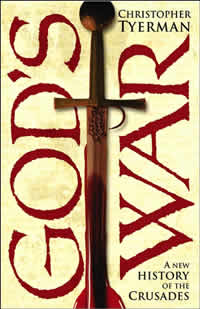 CHRISTOPHER
TYERMAN
GOD'S
WAR
A NEW
HISTORY
OF THE
CRUSADES